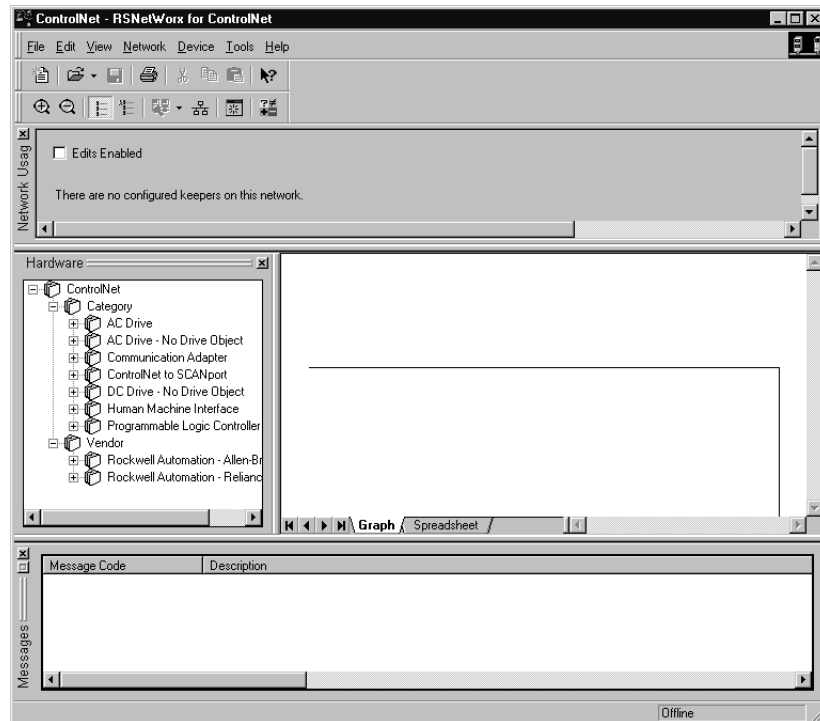 ControlNet - RSNetWorx for ControlNet
File Edit View Network Device Tools Help
Network Usag
Edits Enabled
There are no configured keepers on this network.
Hardware
ControlNet
Category
AC Drive
AC Drive - No Drive Object
Communication Adapter
ControlNet to SCANport
DC Drive - No Drive Object
Human Machine Interface
Programmable Logic Controller
Vendor
Rockwell Automation - Allen-Br
Rockwell Automation - Relianc
Graph Spreadsheet
Messages
Message Code Description
Offline